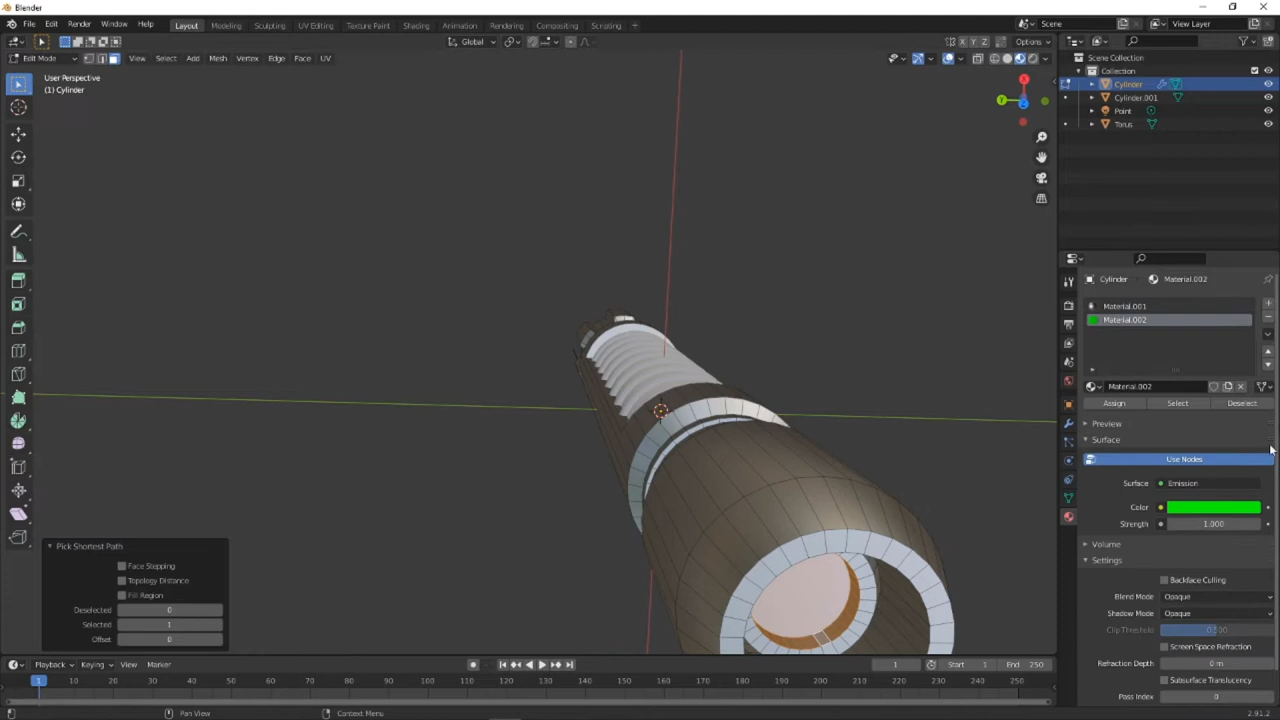 Blender
File Edit Render Window Help
Layout Modeling Sculpting UV Editing Texture Paint Shading Animation Rendering Compositing Scripting +
Scene
View Layer
Edit Mode View Select Add Mesh Vertex Edge Face UV
Global
X Y Z Options
User Perspective
(1) Cylinder
X
Y
Z
Scene Collection
Collection
Cylinder
Cylinder.001
Point
Torus
Cylinder Material.002
Material.001
Material.002
Material.002
Assign Select Deselect
Preview
Surface
Use Nodes
Surface Emission
Color
Strength 1.000
Volume
Settings
Backface Culling
Blend Mode Opaque
Shadow Mode Opaque
Clip Threshold 0.500
Screen Space Refraction
Refraction Depth 0 m
Subsurface Translucency
Pass Index 0
Pick Shortest Path
Face Stepping
Topology Distance
Fill Region
Deselected 0
Selected 1
Offset 0
Playback Keying View Marker
1 Start 1 End 250
1 10 20 30 40 50 60 70 80 90 100 110 120 130 140 150 160 170 180 190 200 210 220 230 240 250
Pan View Context Menu 2.91.2